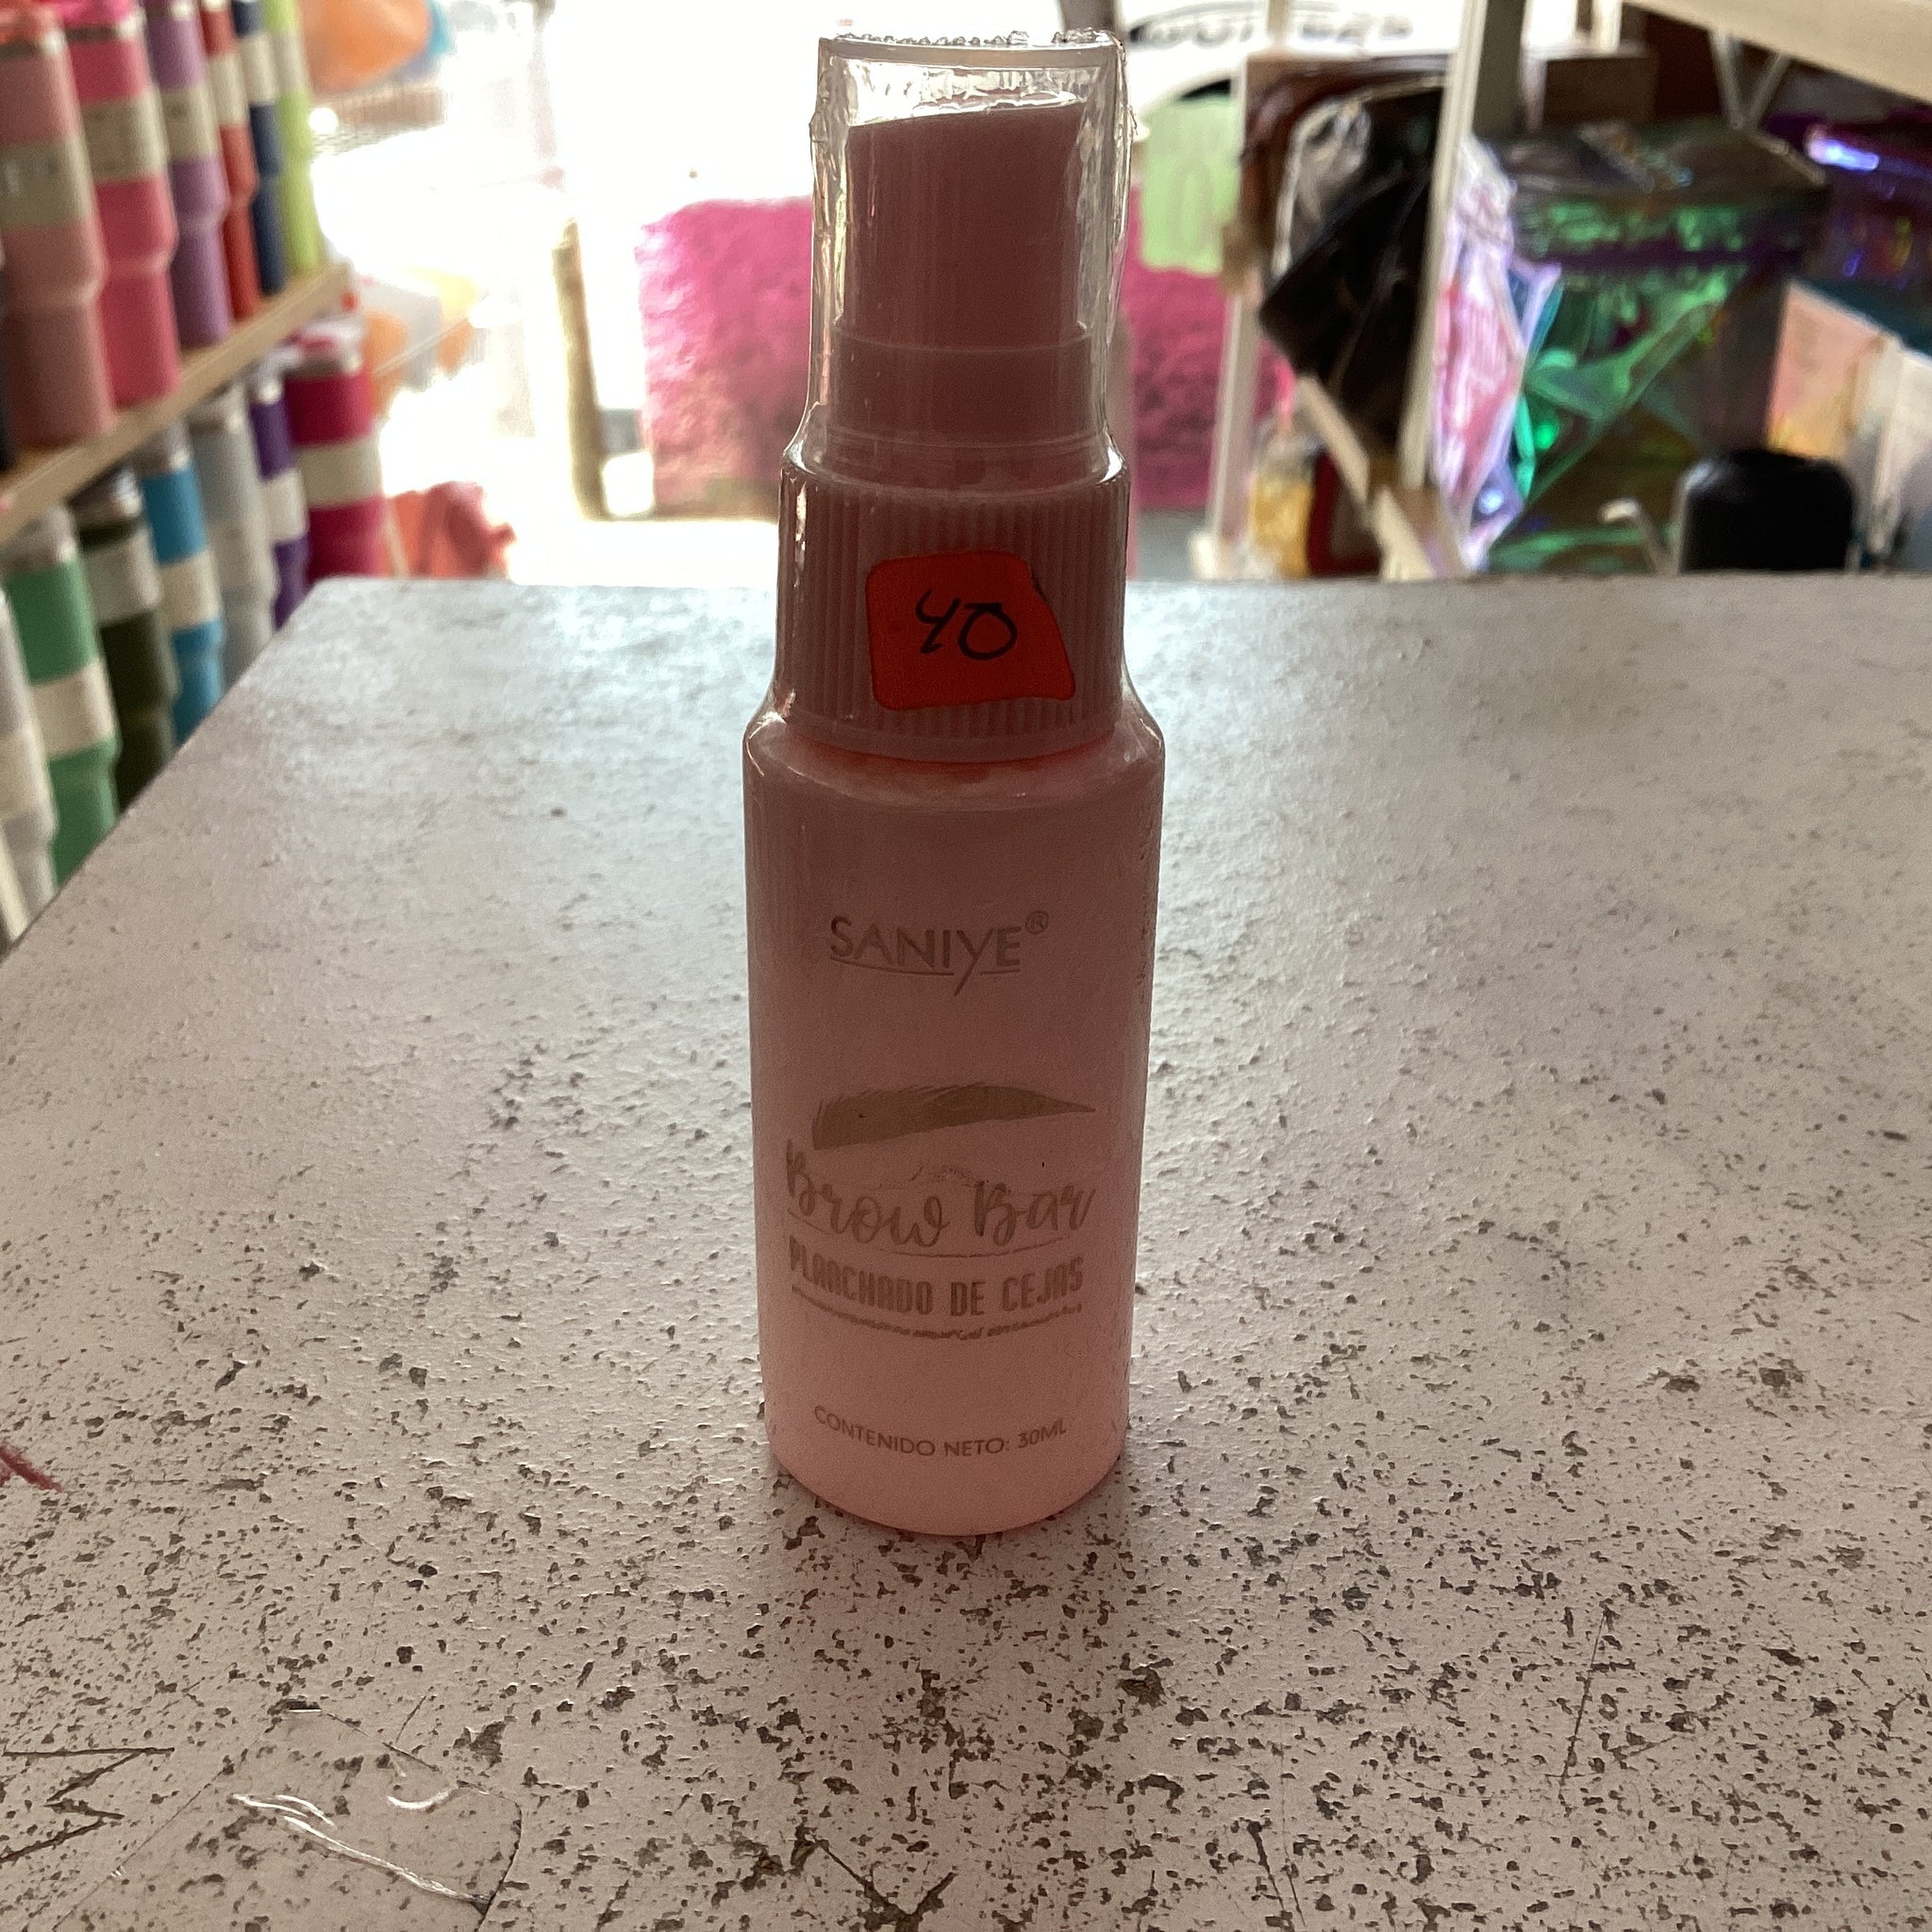 40
SANIYE®
Brow Bar
PLANCHADO DE CEJAS
CONTENIDO NETO: 30ML